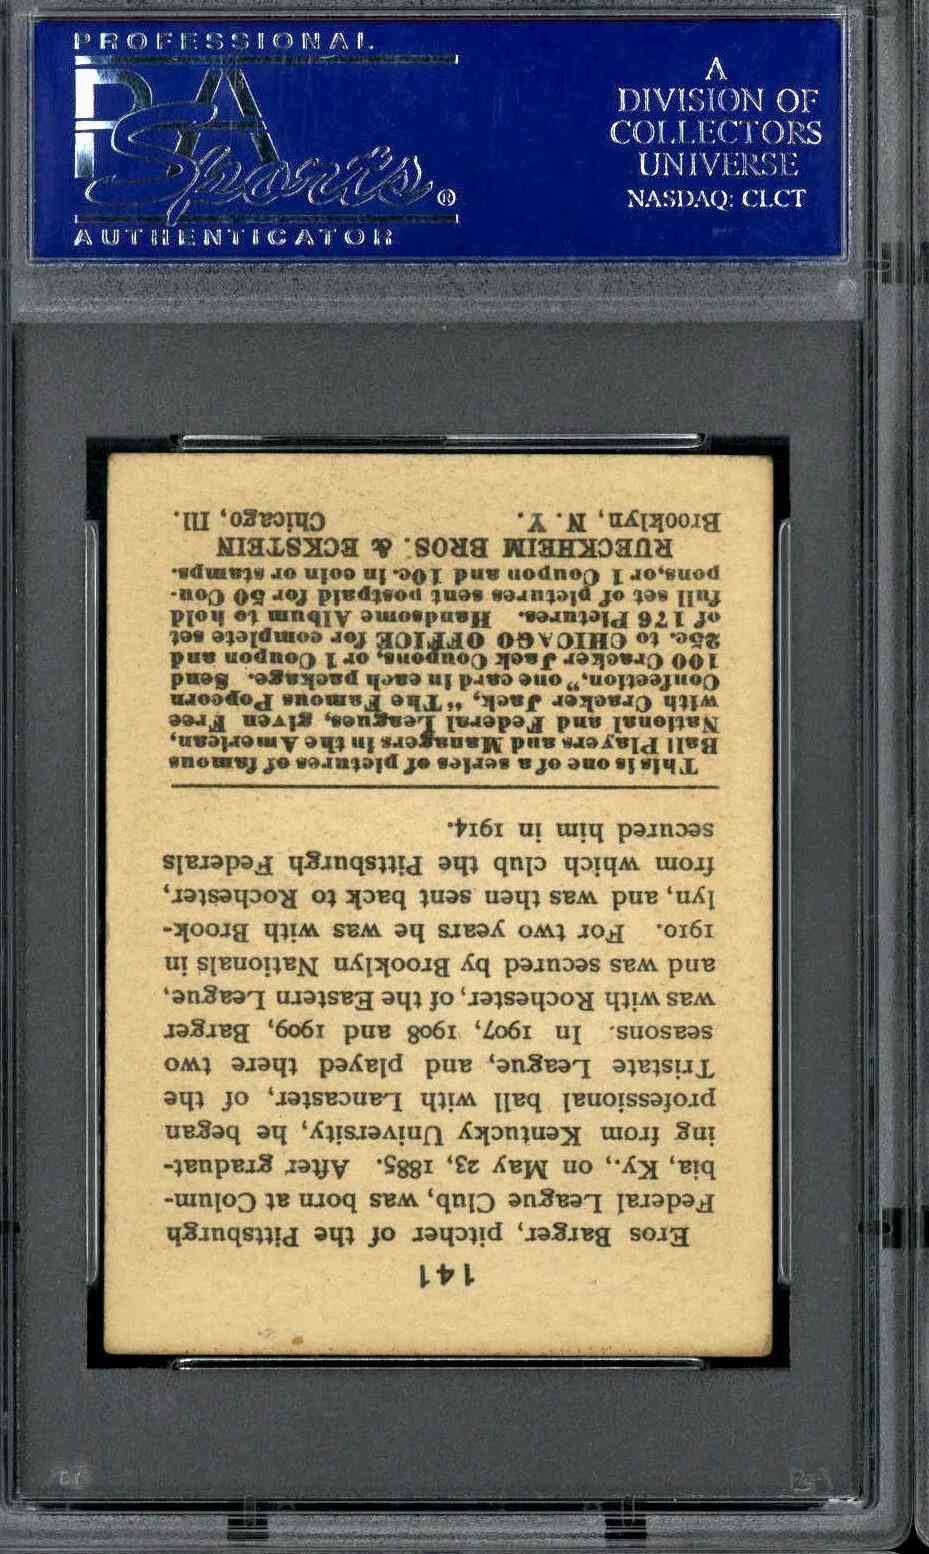 PROFESSIONAL
PSA
Sports®
AUTHENTICATOR
A
DIVISION OF
COLLECTORS
UNIVERSE
NASDAQ: CLCT
141
Eros Barger, pitcher of the Pittsburgh
Federal League Club, was born at Colum-
bia, Ky., on May 23, 1885. After graduat-
ing from Kentucky University, he began
professional ball with Lancaster, of the
Tristate League, and played there two
seasons. In 1907, 1908 and 1909, Barger
was with Rochester, of the Eastern League,
and was secured by Brooklyn Nationals in
1910. For two years he was with Brook-
lyn, and was then sent back to Rochester,
from which club the Pittsburgh Federals
secured him in 1914.
This is one of a series of pictures of famous
Ball Players and Managers in the American,
National and Federal Leagues, given Free
with Cracker Jack, "The Famous Popcorn
Confection," one card in each package. Send
100 Cracker Jack Coupons, or 1 Coupon and
25c. to CHICAGO OFFICE for complete set
of 176 Pictures. Handsome Album to hold
full set of pictures sent postpaid for 50 Cou-
pons, or 1 Coupon and 10c. in coin or stamps.
RUECKHEIM BROS. & ECKSTEIN
Brooklyn, N. Y. Chicago, Ill.